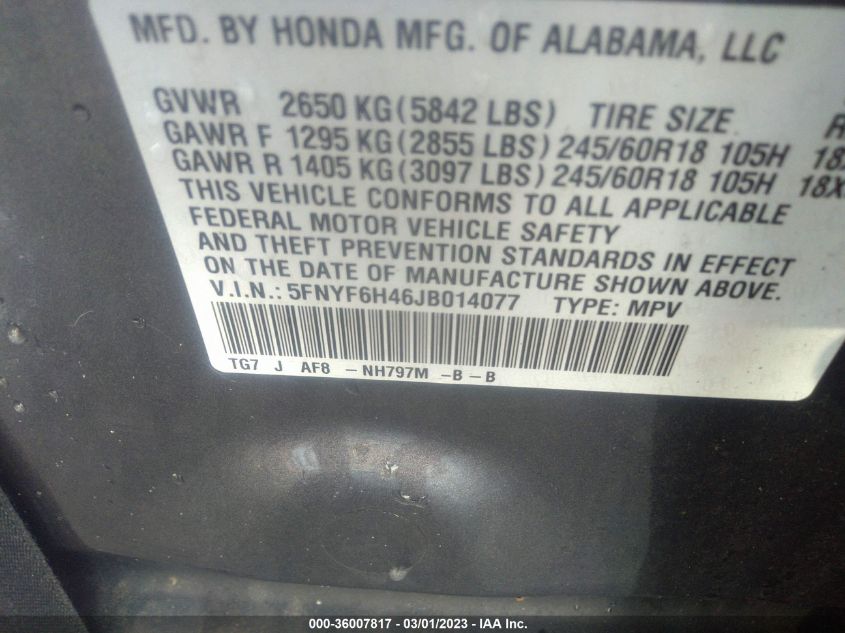 MFD. BY HONDA MFG. OF ALABAMA, LLC
GVWR 2650 KG (5842 LBS) TIRE SIZE R
GAWR F 1295 KG (2855 LBS) 245/60R18 105H 18
GAWR R 1405 KG (3097 LBS) 245/60R18 105H 18X
THIS VEHICLE CONFORMS TO ALL APPLICABLE
FEDERAL MOTOR VEHICLE SAFETY
AND THEFT PREVENTION STANDARDS IN EFFECT
ON THE DATE OF MANUFACTURE SHOWN ABOVE.
V.I.N.: 5FNYF6H46JB014077 TYPE: MPV
TG7 J AF8 - NH797M - B - B
000-36007817 - 03/01/2023 - IAA Inc.